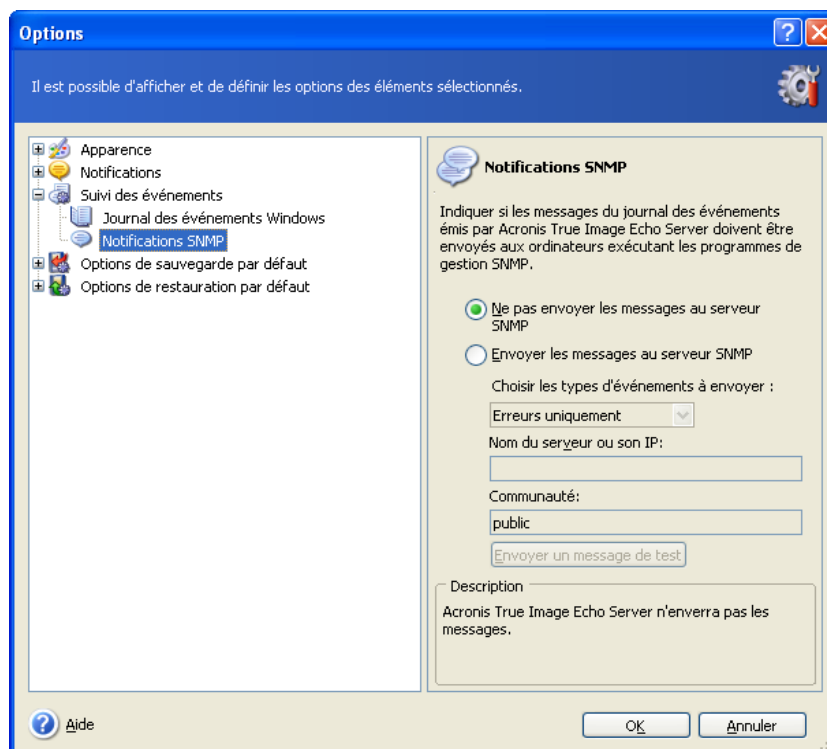 Options
Il est possible d'afficher et de définir les options des éléments sélectionnés.
Apparence
Notifications
Suivi des événements
Journal des événements Windows
Notifications SNMP
Options de sauvegarde par défaut
Options de restauration par défaut
Notifications SNMP
Indiquer si les messages du journal des événements
émis par Acronis True Image Echo Server doivent être
envoyés aux ordinateurs exécutant les programmes de
gestion SNMP.
Ne pas envoyer les messages au serveur
SNMP
Envoyer les messages au serveur SNMP
Choisir les types d'événements à envoyer :
Erreurs uniquement
Nom du serveur ou son IP:
Communauté:
public
Envoyer un message de test
Description
Acronis True Image Echo Server n'enverra pas les
messages.
Aide
OK
Annuler